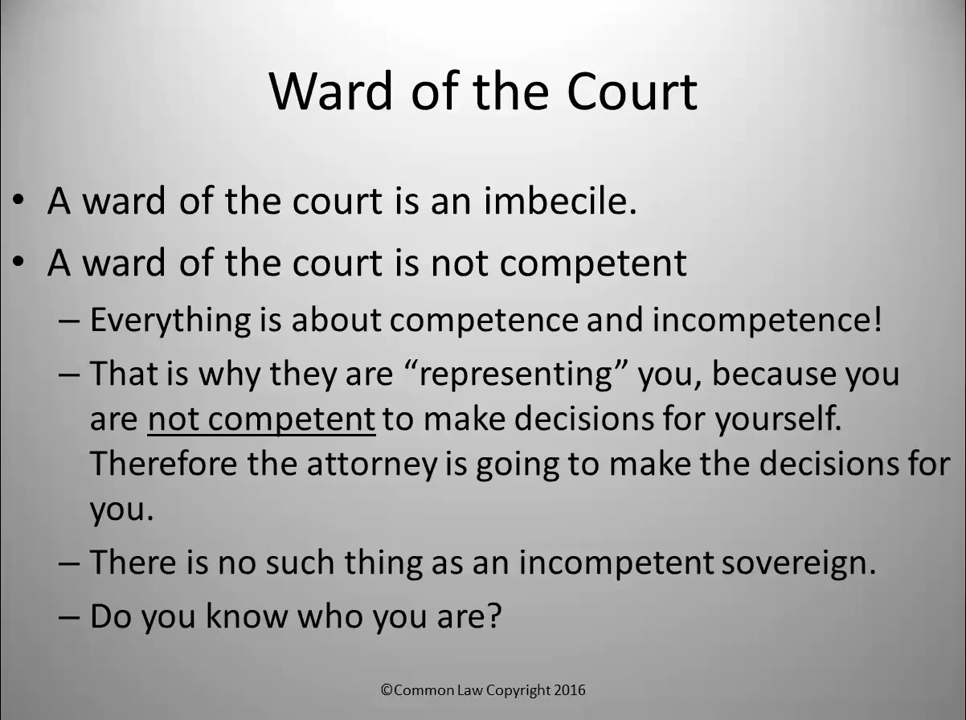 Ward of the Court
• A ward of the court is an imbecile.
• A ward of the court is not competent
– Everything is about competence and incompetence!
– That is why they are “representing” you, because you
are not competent to make decisions for yourself.
Therefore the attorney is going to make the decisions for
you.
– There is no such thing as an incompetent sovereign.
– Do you know who you are?
©Common Law Copyright 2016